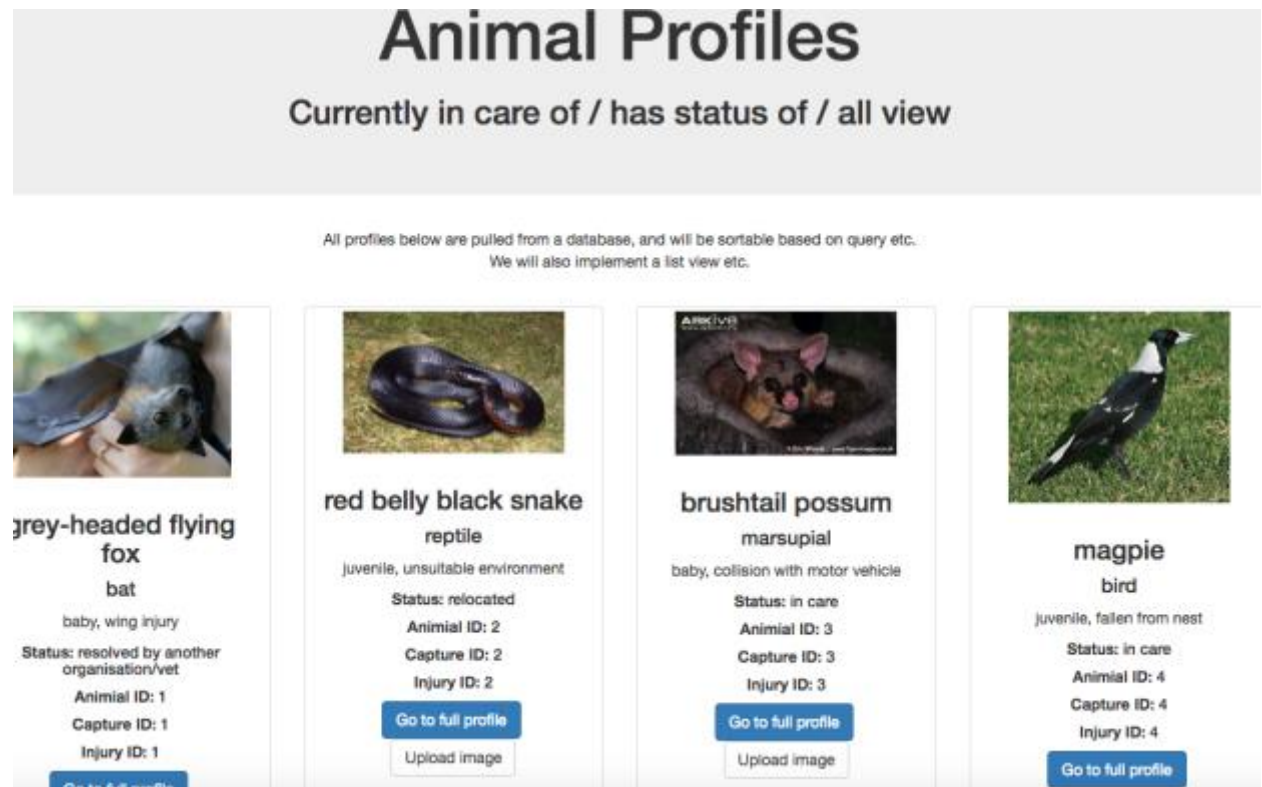 Animal Profiles
Currently in care of / has status of / all view
All profiles below are pulled from a database, and will be sortable based on query etc.
We will also implement a list view etc.
grey-headed flying
fox
bat
baby, wing injury
Status: resolved by another
organisation/vet
Animial ID: 1
Capture ID: 1
Injury ID: 1
Go to full profile
ARKive
red belly black snake
reptile
juvenile, unsuitable environment
Status: relocated
Animial ID: 2
Capture ID: 2
Injury ID: 2
Go to full profile
Upload image
brushtail possum
marsupial
baby, collision with motor vehicle
Status: in care
Animial ID: 3
Capture ID: 3
Injury ID: 3
Go to full profile
Upload image
magpie
bird
juvenile, fallen from nest
Status: in care
Animial ID: 4
Capture ID: 4
Injury ID: 4
Go to full profile